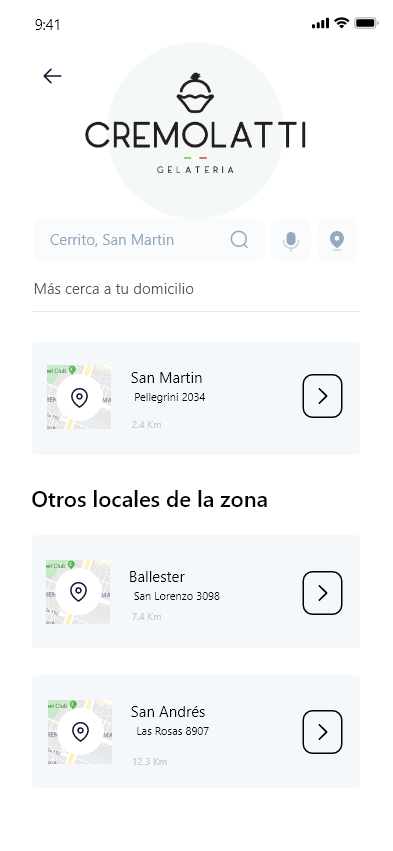 9:41
CREMOLATTI
GELATERIA
Cerrito, San Martin
Más cerca a tu domicilio
San Martin
Pellegrini 2034
2.4 Km
Otros locales de la zona
Ballester
San Lorenzo 3098
7.4 Km
San Andrés
Las Rosas 8907
12.3 Km